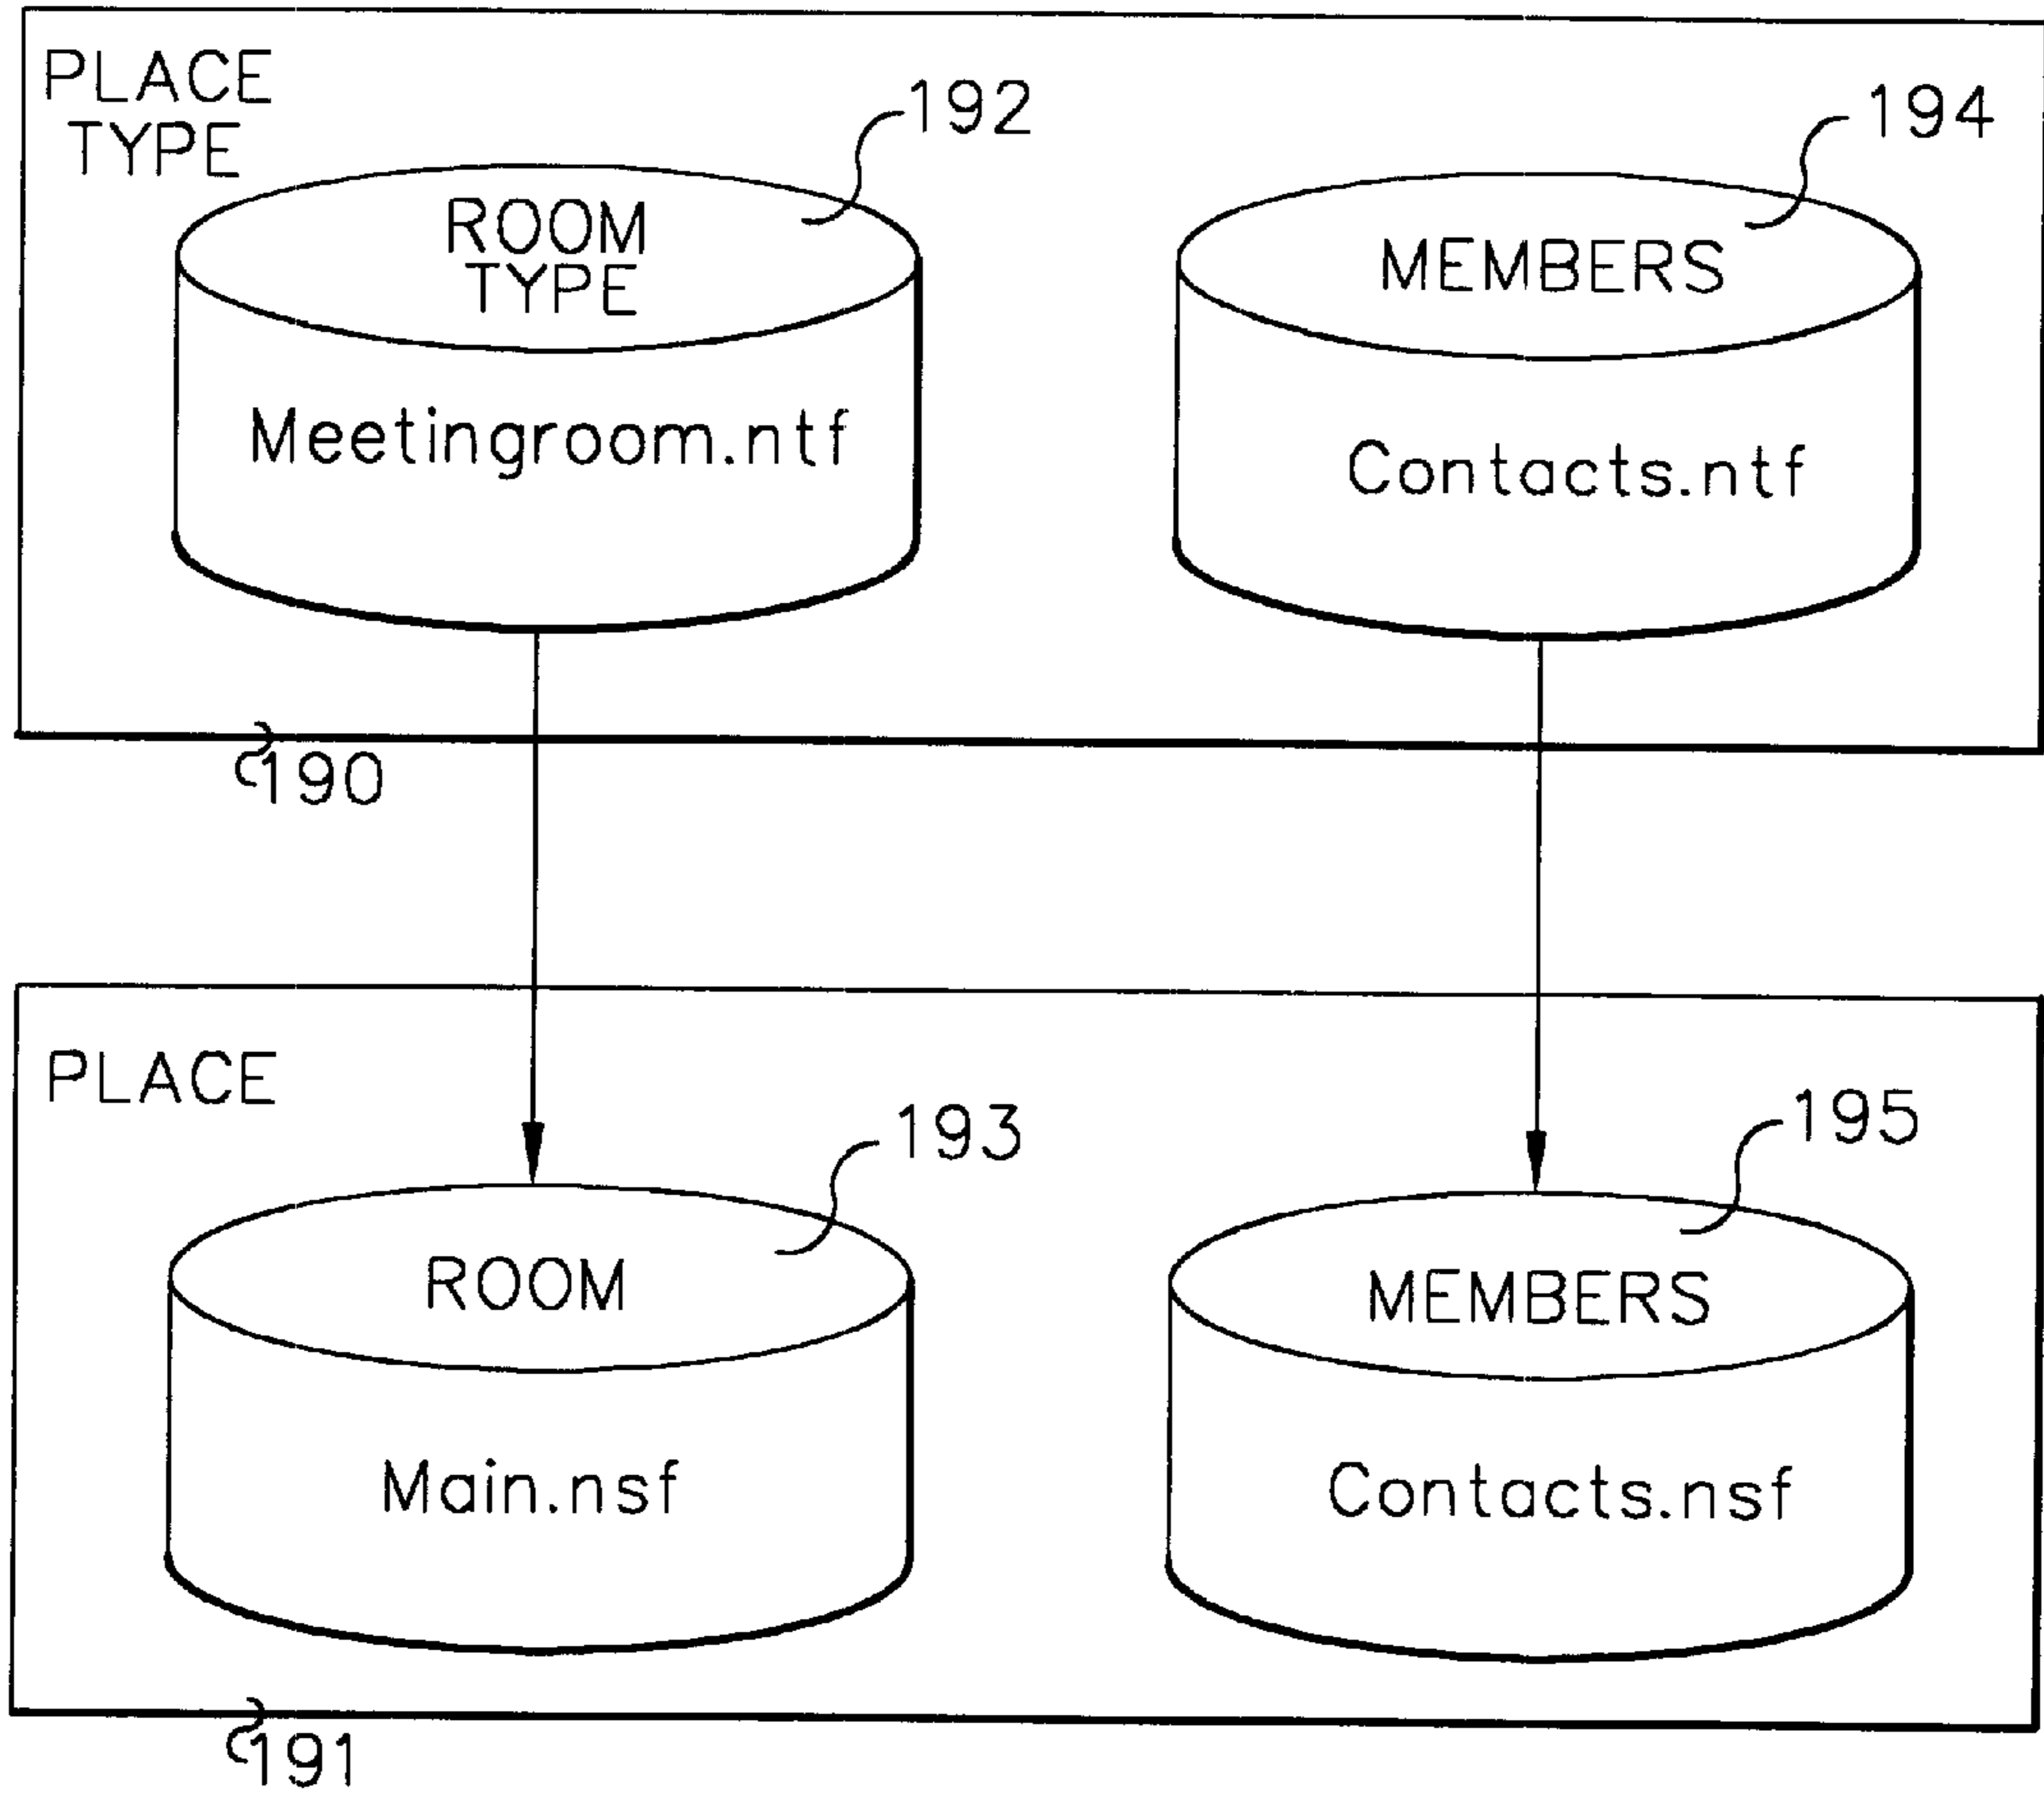 PLACE
TYPE
192
194
ROOM
TYPE
MEMBERS
Meetingroom.ntf
Contacts.ntf
190
PLACE
193
195
ROOM
MEMBERS
Main.nsf
Contacts.nsf
191